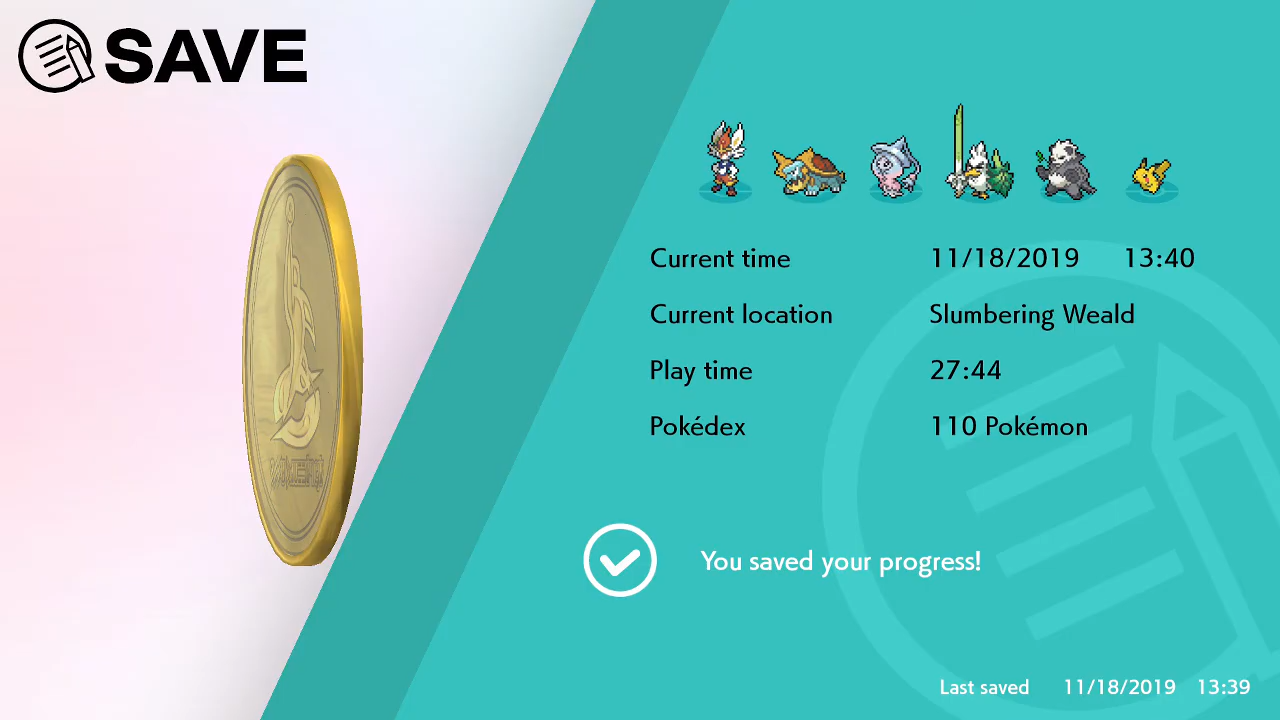 SAVE
Current time 11/18/2019 13:40
Current location Slumbering Weald
Play time 27:44
Pokédex 110 Pokémon
You saved your progress!
Last saved 11/18/2019 13:39